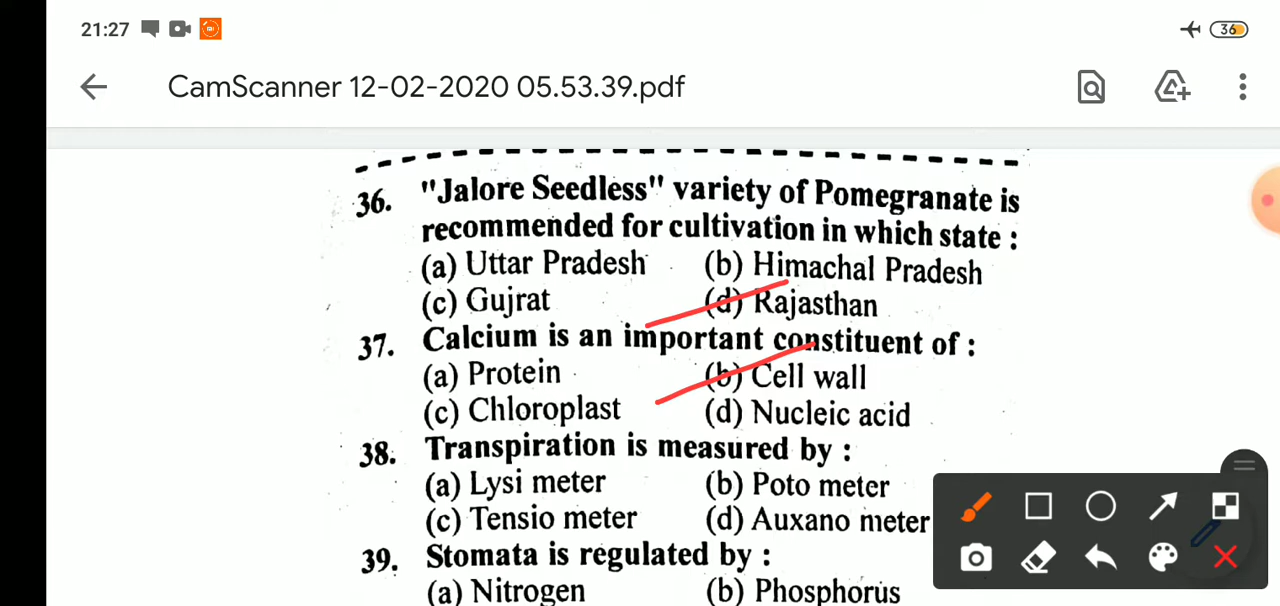 21:27
36
CamScanner 12-02-2020 05.53.39.pdf
36. "Jalore Seedless" variety of Pomegranate is
recommended for cultivation in which state :
(a) Uttar Pradesh (b) Himachal Pradesh
(c) Gujrat (d) Rajasthan
37. Calcium is an important constituent of :
(a) Protein (b) Cell wall
(c) Chloroplast (d) Nucleic acid
38. Transpiration is measured by :
(a) Lysi meter (b) Poto meter
(c) Tensio meter (d) Auxano meter
39. Stomata is regulated by :
(a) Nitrogen (b) Phosphorus